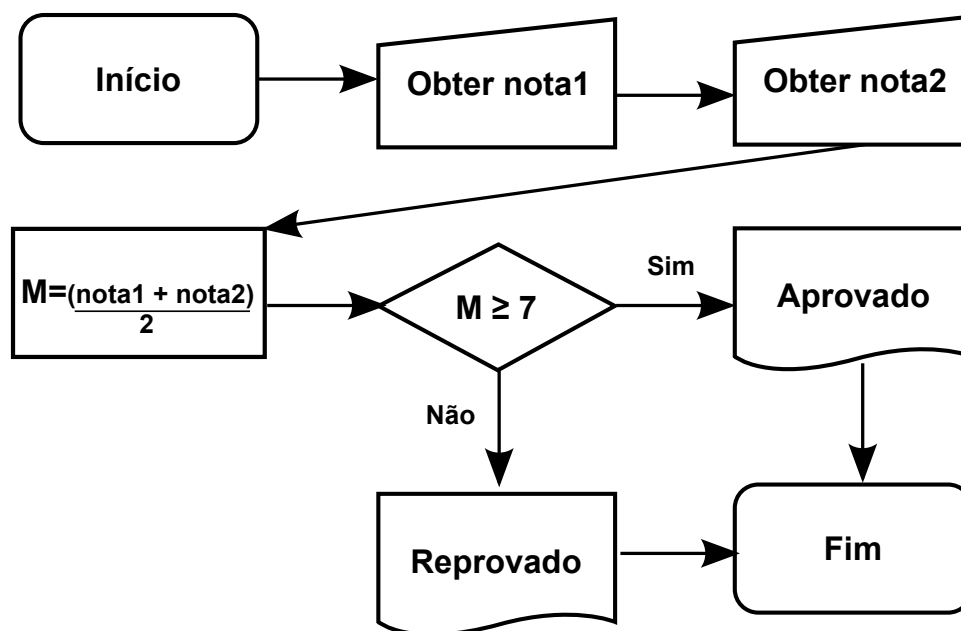 Início
Obter nota1
Obter nota2
M=(nota1 + nota2)
2
M ≥ 7
Sim
Aprovado
Não
Reprovado
Fim